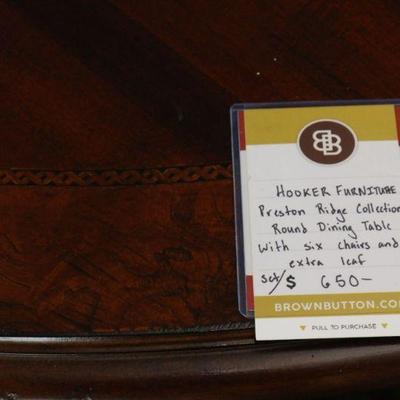 BB
HOOKER FURNITURE
Preston Ridge Collection
Round Dining Table
With six chairs and
extra leaf
set/$ 650-
BROWNBUTTON.CO
PULL TO PURCHASE